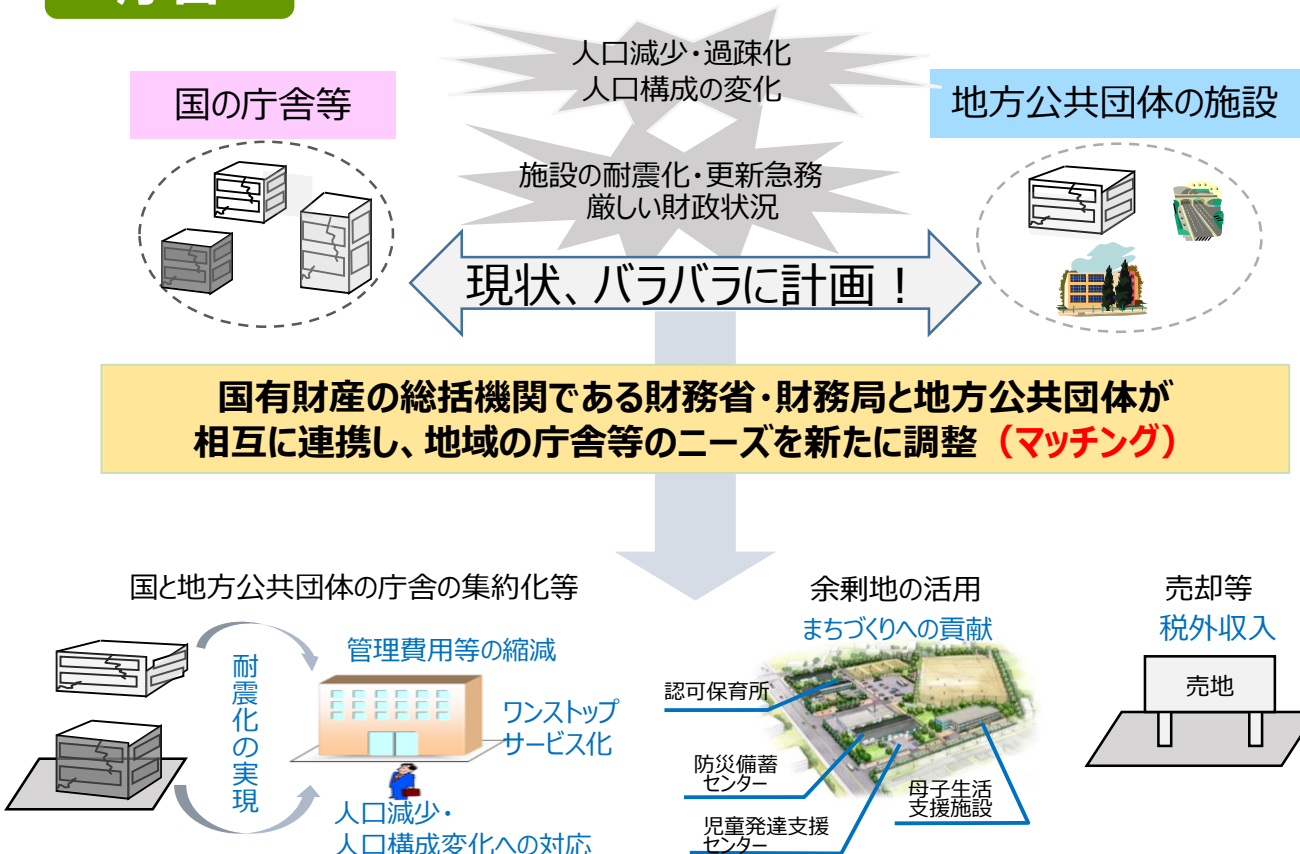 人口減少・過疎化
人口構成の変化
国の庁舎等
地方公共団体の施設
施設の耐震化・更新急務
厳しい財政状況
現状、バラバラに計画！
国有財産の総括機関である財務省・財務局と地方公共団体が
相互に連携し、地域の庁舎等のニーズを新たに調整（マッチング）
国と地方公共団体の庁舎の集約化等
耐震化の実現
管理費用等の縮減
ワンストップ
サービス化
人口減少・
人口構成変化への対応
余剰地の活用
まちづくりへの貢献
認可保育所
防災備蓄
センター
児童発達支援
センター
母子生活
支援施設
売却等
税外収入
売地